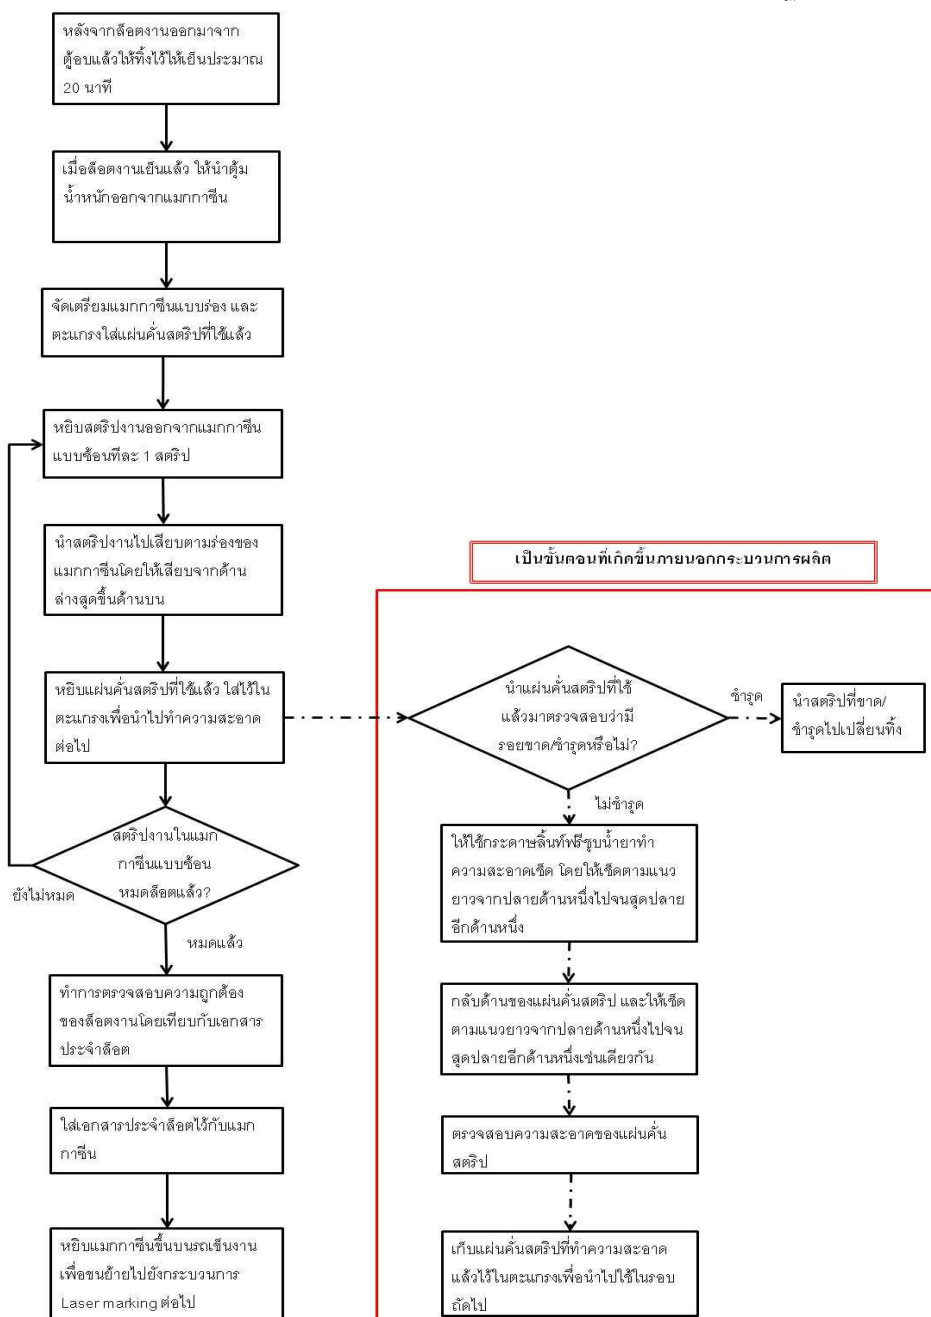 หลังจากล็อตงานออกมาจาก
ตู้อบแล้วให้ทิ้งไว้ให้เย็นประมาณ
20 นาที
เมื่อล็อตงานเย็นแล้ว ให้นำตุ้ม
น้ำหนักออกจากแมกกาซีน
จัดเตรียมแมกกาซีนแบบร่อง และ
ตะแกรงใส่แผ่นคั่นสตริปที่ใช้แล้ว
หยิบสตริปงานออกจากแมกกาซีน
แบบซ้อนทีละ 1 สตริป
นำสตริปงานไปเสียบตามร่องของ
แมกกาซีนโดยให้เสียบจากด้าน
ล่างสุดขึ้นด้านบน
หยิบแผ่นคั่นสตริปที่ใช้แล้ว ใส่ไว้ใน
ตะแกรงเพื่อนำไปทำความสะอาด
ต่อไป
สตริปงานในแมก
กาซีนแบบซ้อน
หมดล็อตแล้ว?
ยังไม่หมด
หมดแล้ว
ทำการตรวจสอบความถูกต้อง
ของล็อตงานโดยเทียบกับเอกสาร
ประจำล็อต
ใส่เอกสารประจำล็อตไว้กับแมก
กาซีน
หยิบแมกกาซีนขึ้นบนรถเข็นงาน
เพื่อขนย้ายไปยังกระบวนการ
Laser marking ต่อไป
เป็นขั้นตอนที่เกิดขึ้นภายนอกกระบวนการผลิต
นำแผ่นคั่นสตริปที่ใช้
แล้วมาตรวจสอบว่ามี
รอยขาด/ชำรุดหรือไม่?
ชำรุด
นำสตริปที่ขาด/
ชำรุดไปเปลี่ยนทิ้ง
ไม่ชำรุด
ให้ใช้กระดาษลิ้นท์ฟรีชุบน้ำยาทำ
ความสะอาดเช็ด โดยให้เช็ดตามแนว
ยาวจากปลายด้านหนึ่งไปจนสุดปลาย
อีกด้านหนึ่ง
กลับด้านของแผ่นคั่นสตริป และให้เช็ด
ตามแนวยาวจากปลายด้านหนึ่งไปจน
สุดปลายอีกด้านหนึ่งเช่นเดียวกัน
ตรวจสอบความสะอาดของแผ่นคั่น
สตริป
เก็บแผ่นคั่นสตริปที่ทำความสะอาด
แล้วไว้ในตะแกรงเพื่อนำไปใช้ในรอบ
ถัดไป